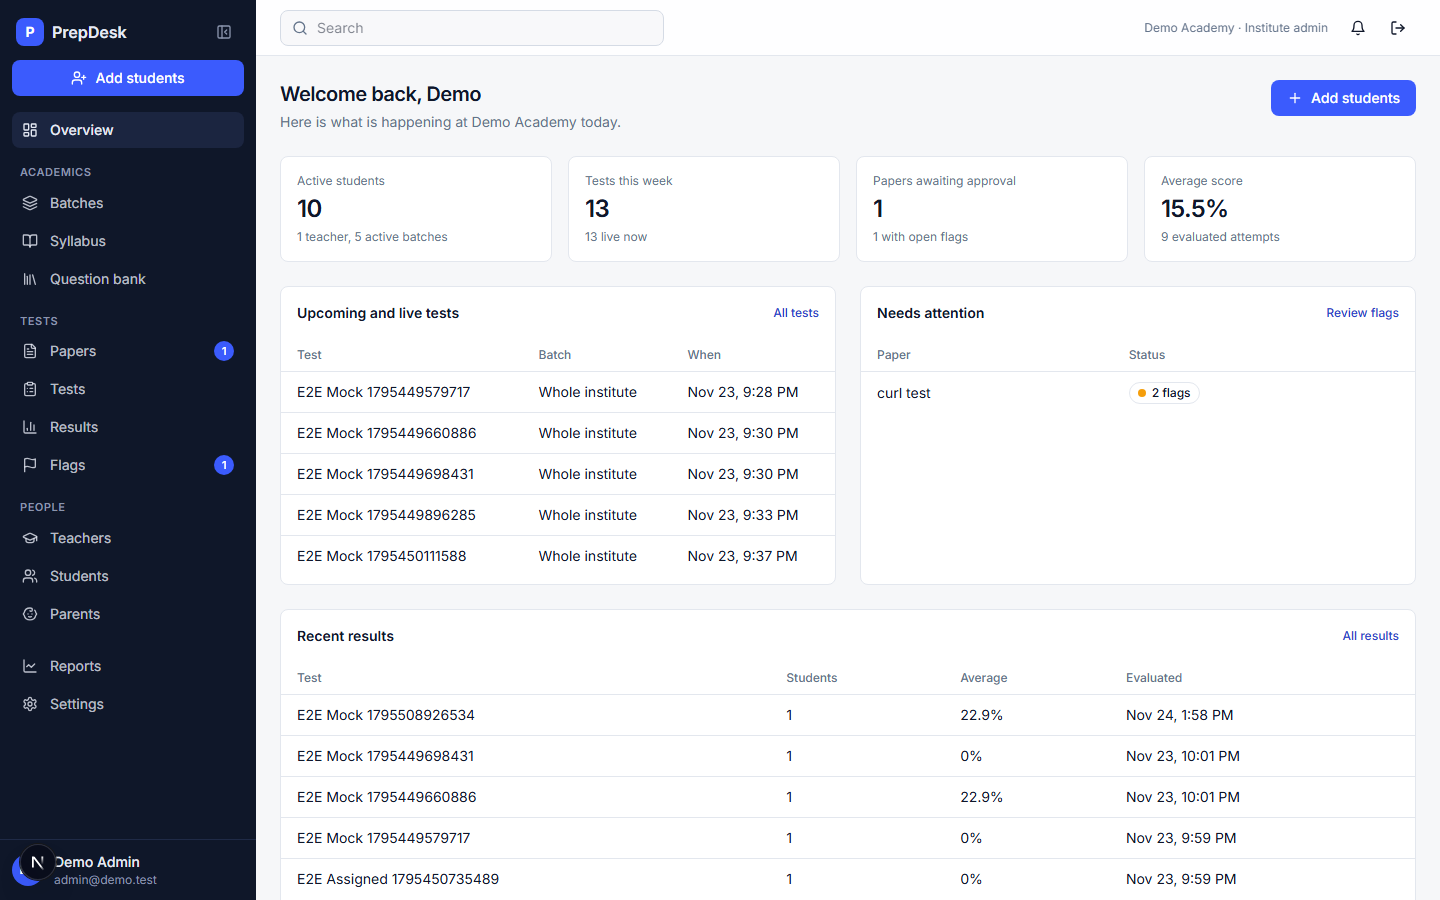 P PrepDesk
Add students
Overview
ACADEMICS
Batches
Syllabus
Question bank
TESTS
Papers 1
Tests
Results
Flags 1
PEOPLE
Teachers
Students
Parents
Reports
Settings
N Demo Admin
admin@demo.test
Search
Demo Academy · Institute admin
Welcome back, Demo
Here is what is happening at Demo Academy today.
Add students
Active students
10
1 teacher, 5 active batches
Tests this week
13
13 live now
Papers awaiting approval
1
1 with open flags
Average score
15.5%
9 evaluated attempts
Upcoming and live tests All tests
Test Batch When
E2E Mock 1795449579717 Whole institute Nov 23, 9:28 PM
E2E Mock 1795449660886 Whole institute Nov 23, 9:30 PM
E2E Mock 1795449698431 Whole institute Nov 23, 9:30 PM
E2E Mock 1795449896285 Whole institute Nov 23, 9:33 PM
E2E Mock 1795450111588 Whole institute Nov 23, 9:37 PM
Needs attention Review flags
Paper Status
curl test 2 flags
Recent results All results
Test Students Average Evaluated
E2E Mock 1795508926534 1 22.9% Nov 24, 1:58 PM
E2E Mock 1795449698431 1 0% Nov 23, 10:01 PM
E2E Mock 1795449660886 1 22.9% Nov 23, 10:01 PM
E2E Mock 1795449579717 1 0% Nov 23, 9:59 PM
E2E Assigned 1795450735489 1 0% Nov 23, 9:59 PM